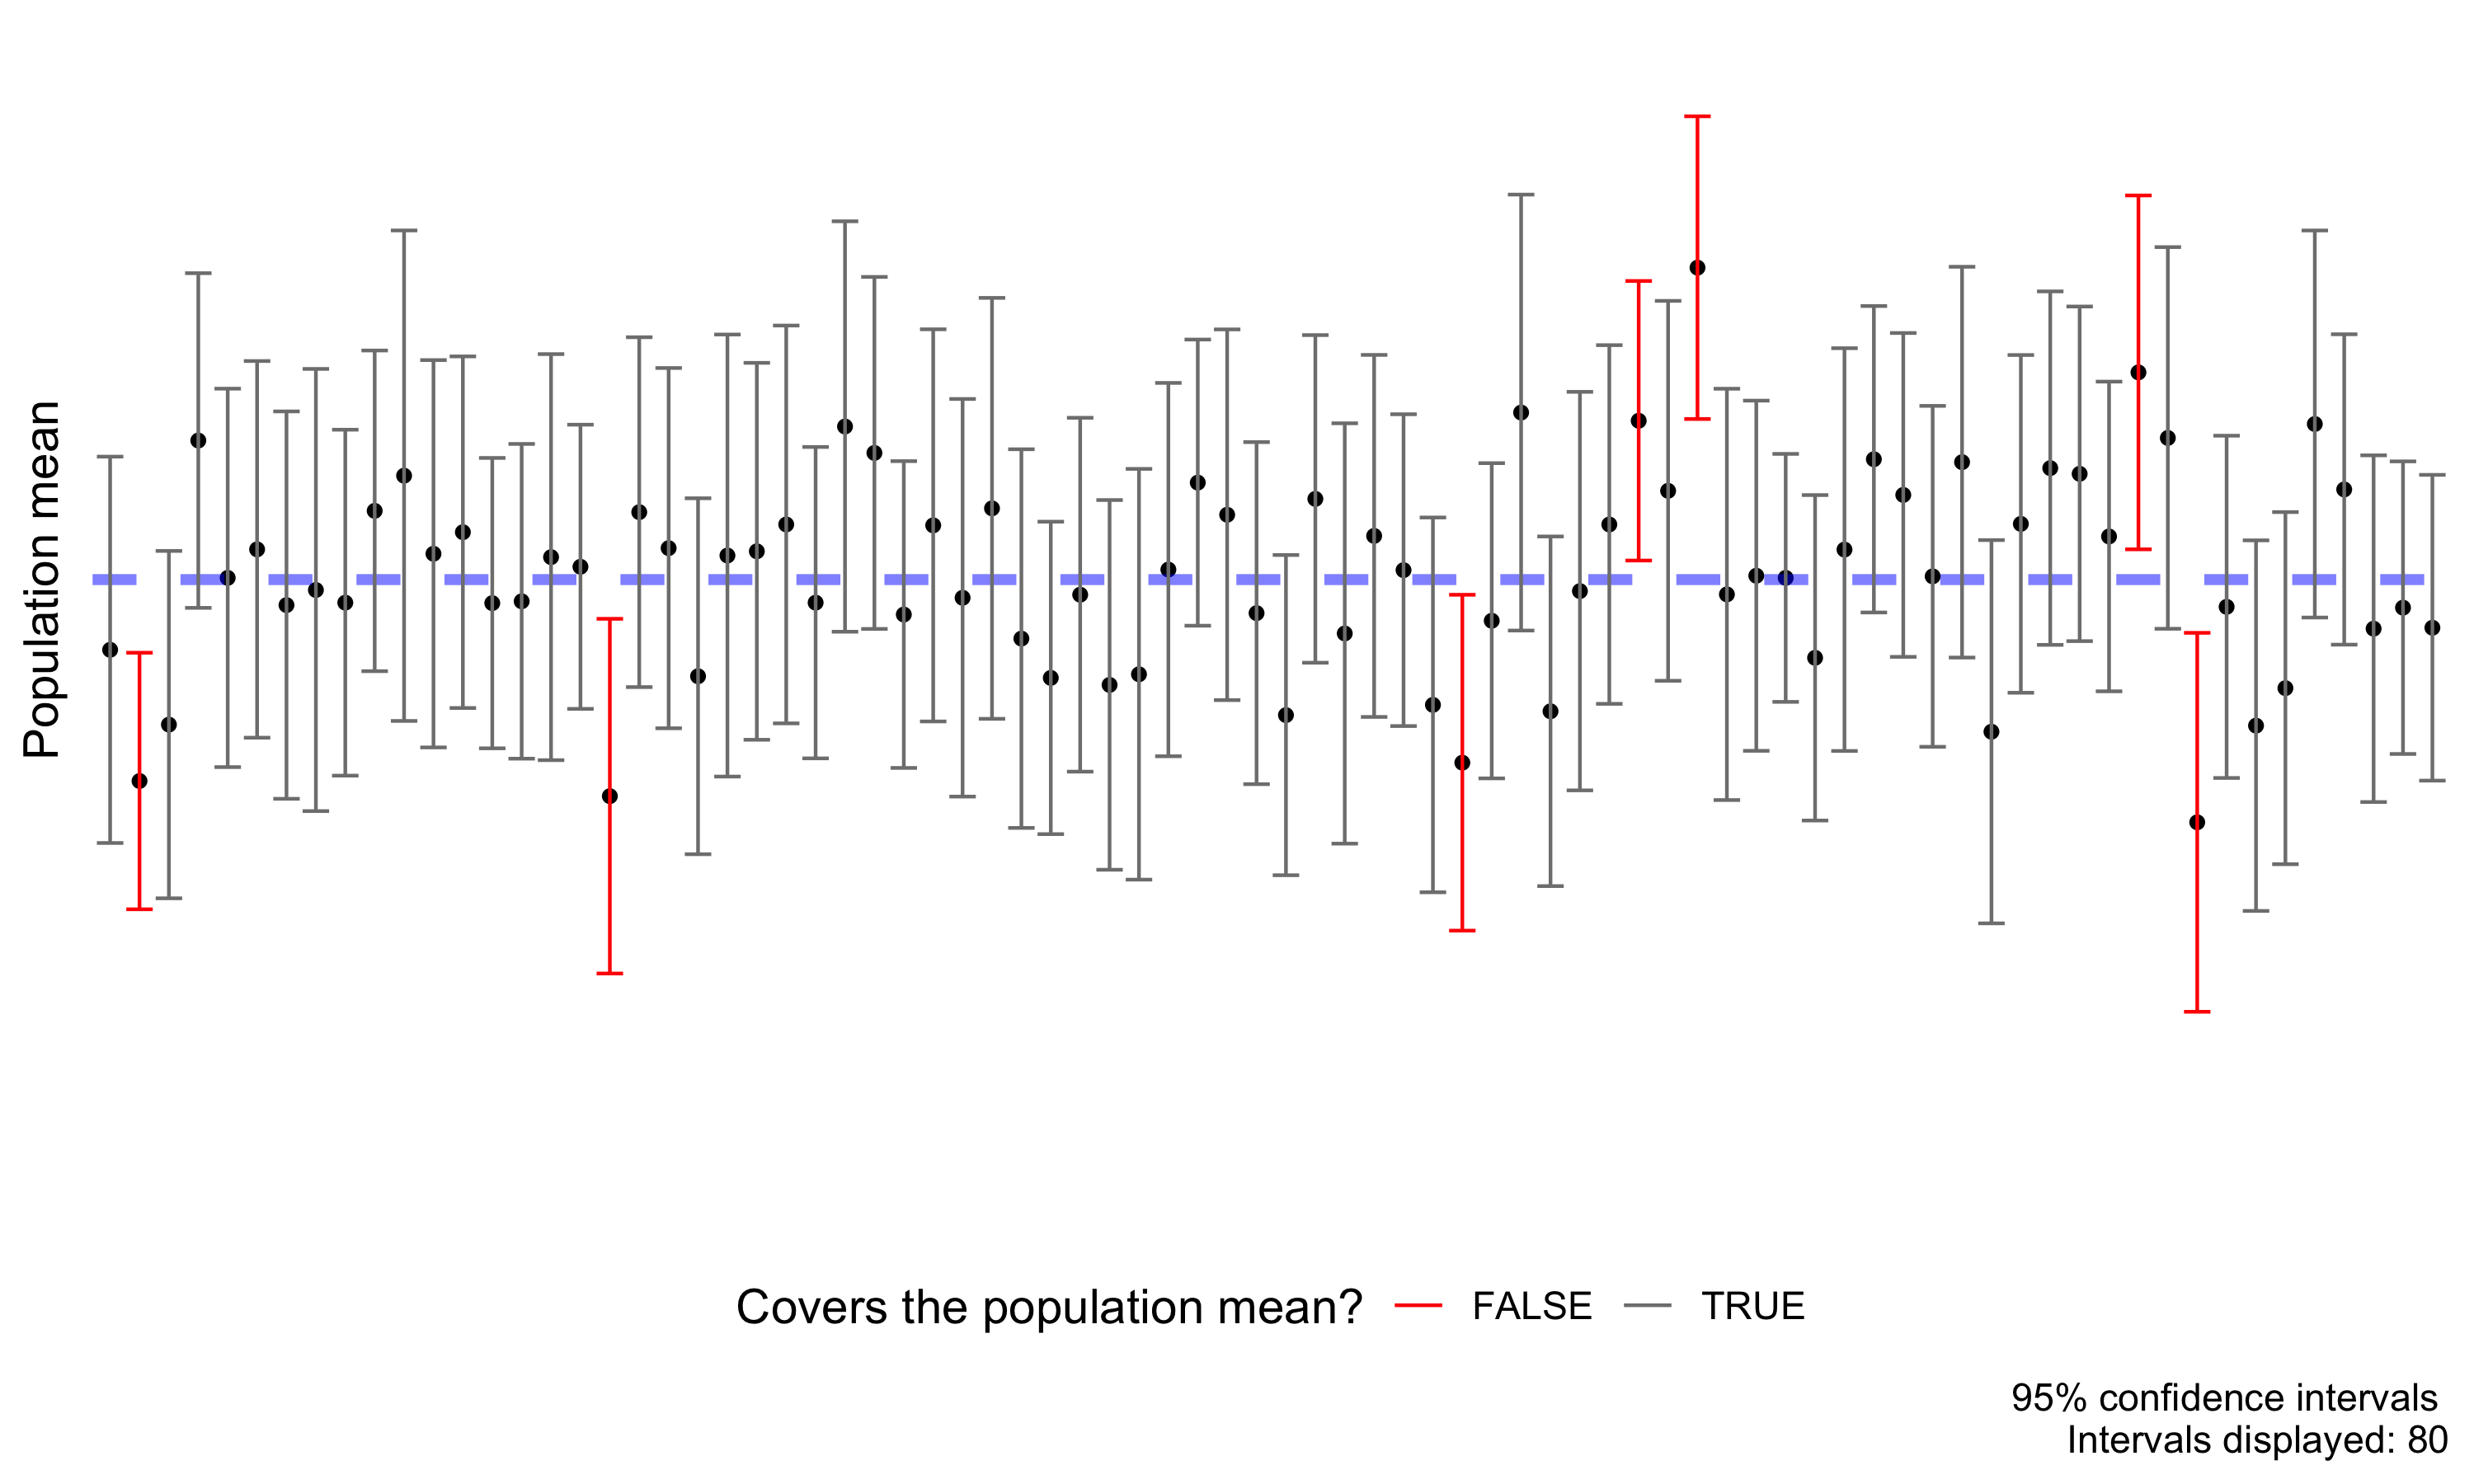 Population mean
Covers the population mean? FALSE TRUE
95% confidence intervals
Intervals displayed: 80